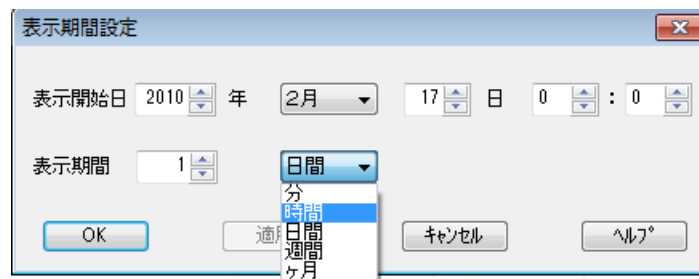 表示期間設定
表示開始日 2010 年 2月 17 日 0 : 0
表示期間 1 日間
分
時間
日間
週間
ヶ月
OK 適 キャンセル ヘルプ